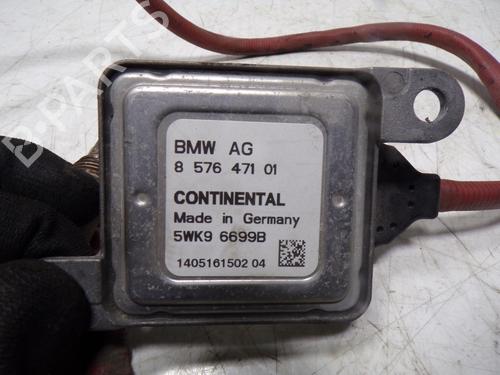 BMW AG
8 576 471 01
CONTINENTAL
Made in Germany
5WK9 6699B
1405161502 04